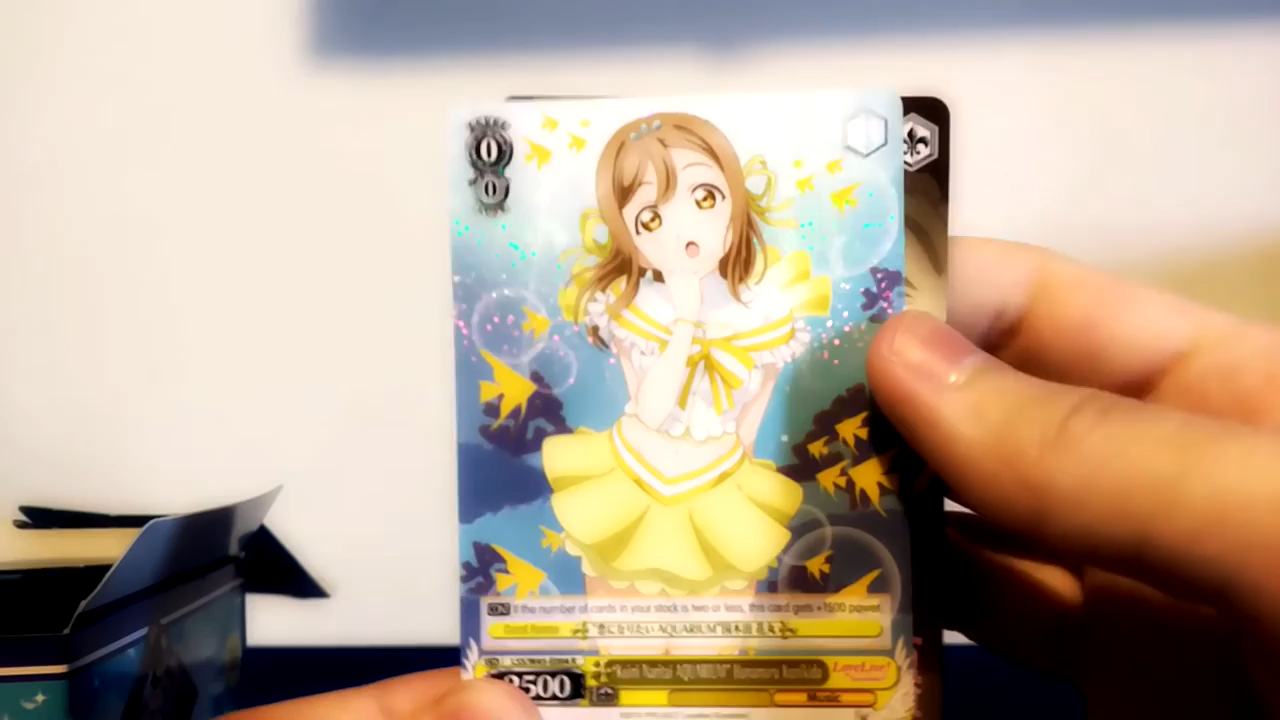 0
0
CONT If the number of cards in your stock is two or less, this card gets +1500 power.
"恋になりたいAQUARIUM"国木田 花丸
"Koini Naritai AQUARIUM" Hanamaru Kunikida
LoveLive!
2500
Music